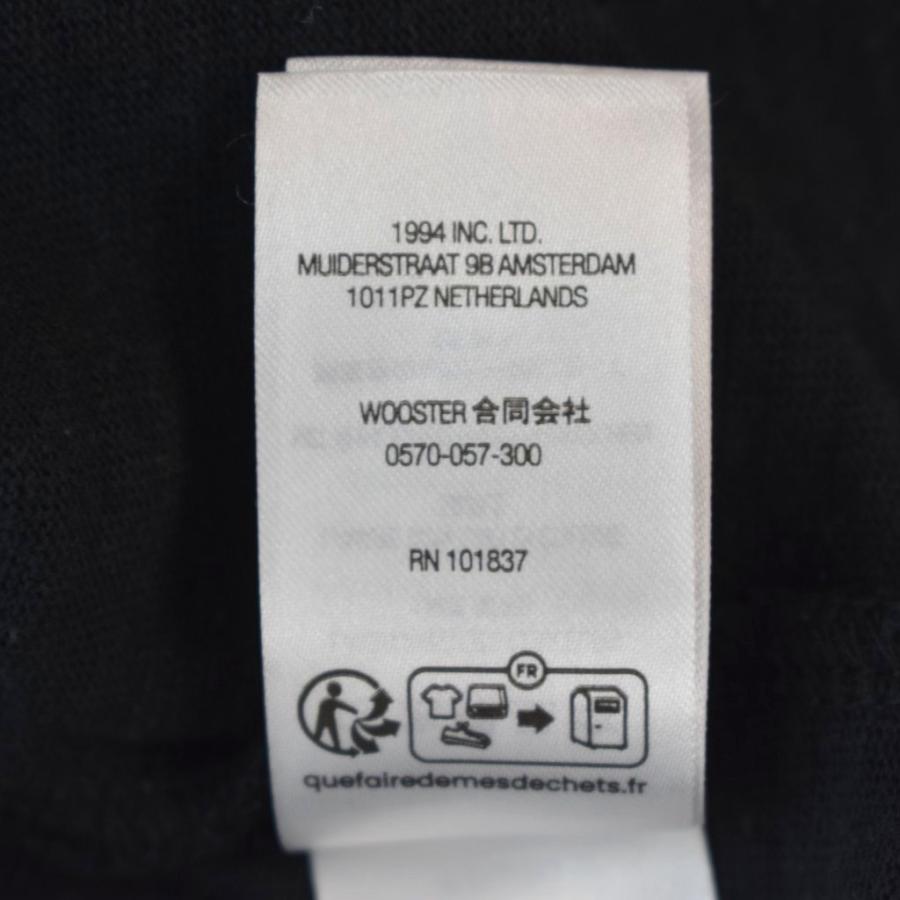 1994 INC. LTD.
MUIDERSTRAAT 9B AMSTERDAM
1011PZ NETHERLANDS
WOOSTER 合同会社
0570-057-300
RN 101837
FR
quefairedemesdechets.fr